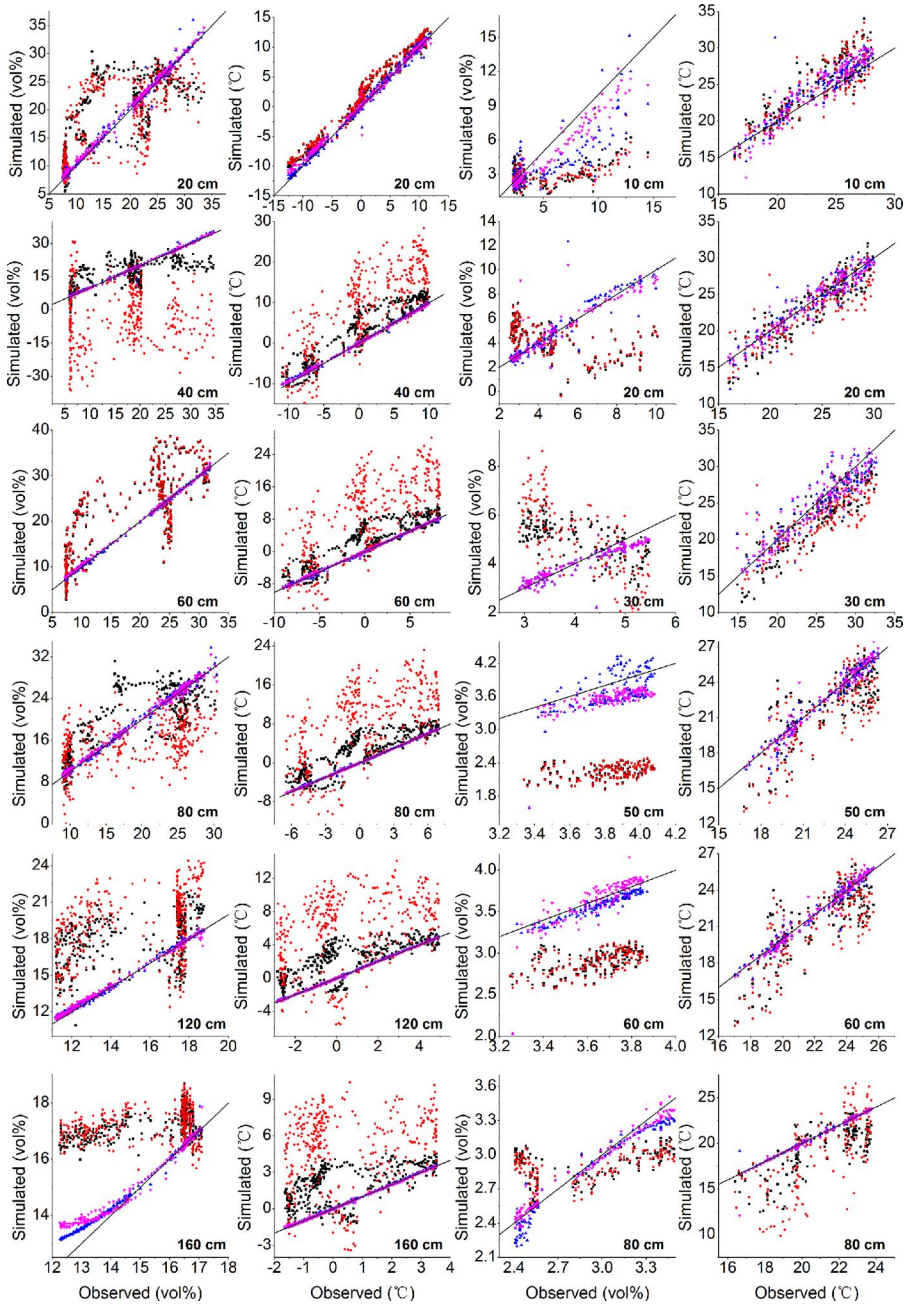 Simulated (vol%)
35
30
25
20
15
10
5
20 cm
5 10 15 20 25 30 35
Simulated (℃)
15
10
5
0
-5
-10
-15
20 cm
-15 -10 -5 0 5 10 15
Simulated (vol%)
15
12
9
6
3
10 cm
5 10 15
Simulated (℃)
30
25
20
15
10
10 cm
15 20 25 30
Simulated (vol%)
30
15
0
-15
-30
40 cm
5 10 15 20 25 30 35
Simulated (℃)
40
30
20
10
0
-10
40 cm
-10 -5 0 5 10
Simulated (vol%)
14
12
10
8
6
4
2
0
20 cm
2 4 6 8 10
Simulated (℃)
35
30
25
20
15
10
20 cm
15 20 25 30
Simulated (vol%)
40
30
20
10
0
60 cm
5 10 15 20 25 30 35
Simulated (℃)
24
16
8
0
-8
60 cm
-10 -5 0 5
Simulated (vol%)
8
6
4
2
30 cm
3 4 5 6
Simulated (℃)
35
30
25
20
15
10
30 cm
15 20 25 30 35
Simulated (vol%)
32
24
16
8
0
80 cm
10 15 20 25 30
Simulated (℃)
24
16
8
0
-8
80 cm
-6 -4 -2 0 2 4 6
Simulated (vol%)
4.2
3.6
3.0
2.4
1.8
50 cm
3.2 3.4 3.6 3.8 4.0 4.2
Simulated (℃)
27
24
21
18
15
12
50 cm
15 18 21 24 27
Simulated (vol%)
24
21
18
15
12
120 cm
12 14 16 18 20
Simulated (℃)
12
8
4
0
-4
120 cm
-2 0 2 4
Simulated (vol%)
4.0
3.5
3.0
2.5
2.0
60 cm
3.2 3.4 3.6 3.8 4.0
Simulated (℃)
27
24
21
18
15
12
60 cm
16 18 20 22 24 26
Simulated (vol%)
18
16
14
160 cm
12 13 14 15 16 17 18
Observed (vol%)
Simulated (℃)
9
6
3
0
-3
160 cm
-2 -1 0 1 2 3 4
Observed (℃)
Simulated (vol%)
3.6
3.3
3.0
2.7
2.4
2.1
80 cm
2.4 2.7 3.0 3.3
Observed (vol%)
Simulated (℃)
25
20
15
10
80 cm
16 18 20 22 24
Observed (℃)